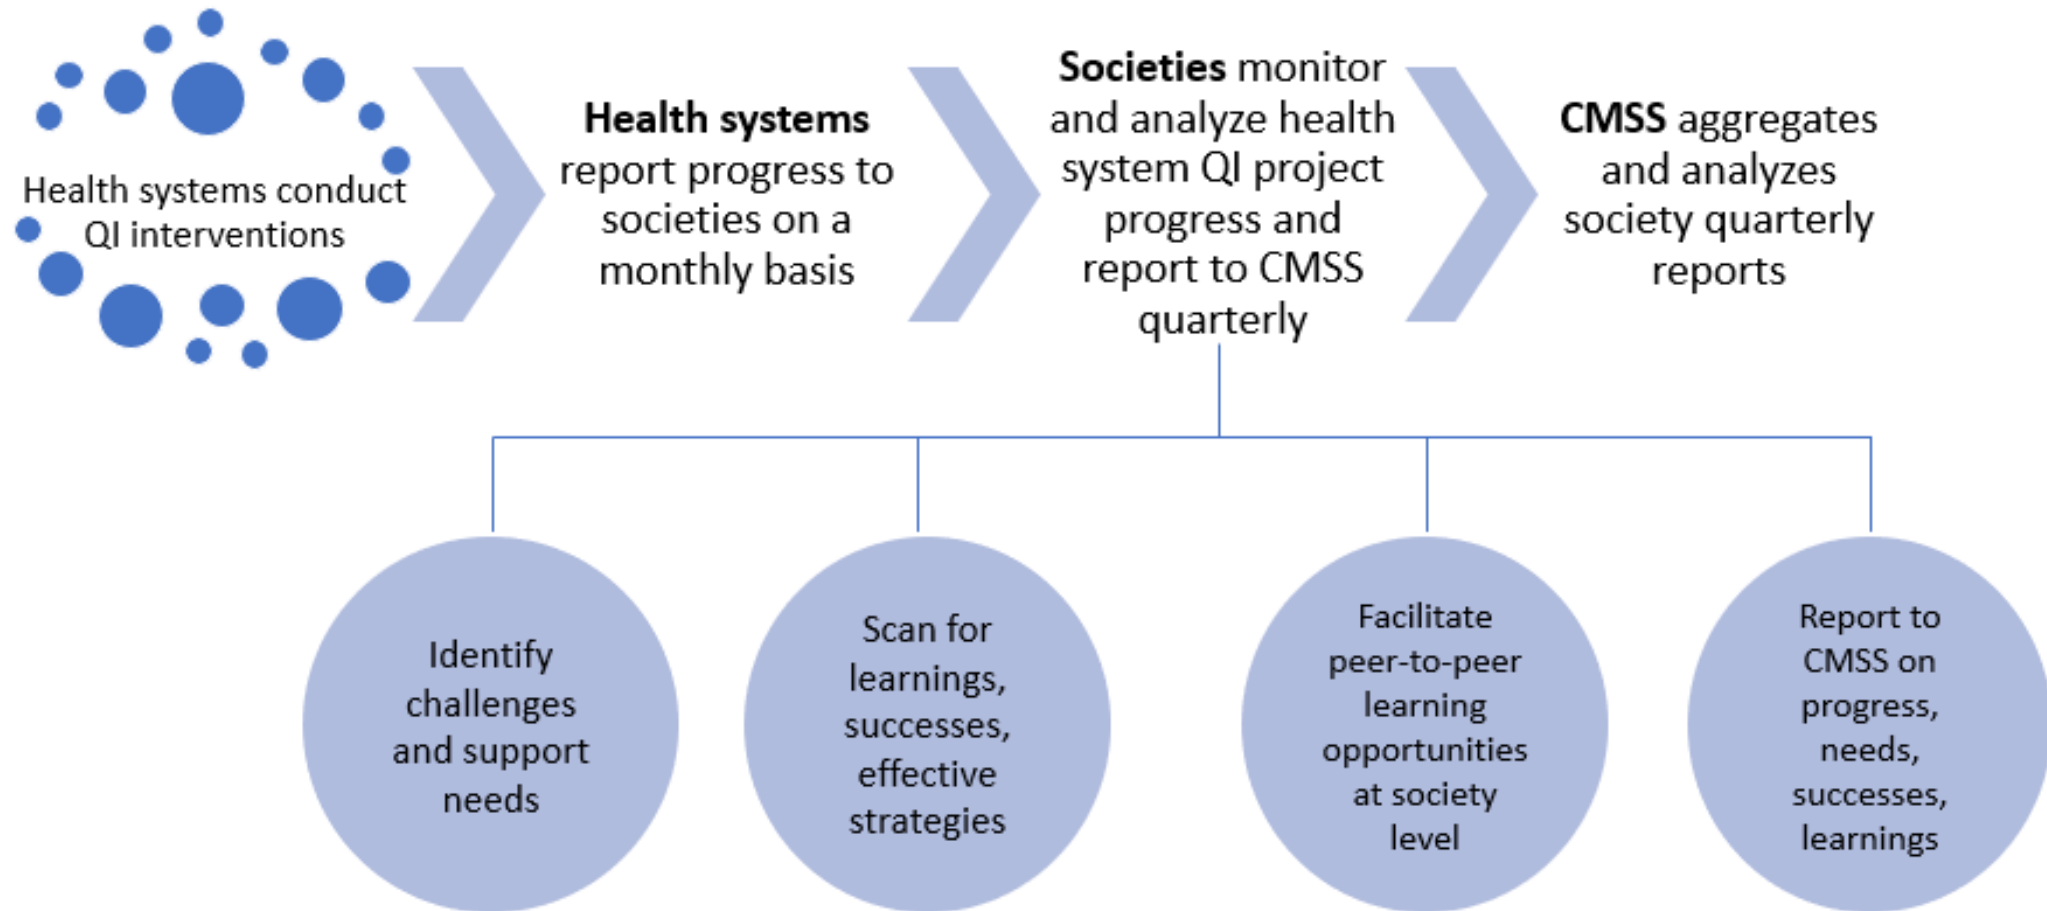 Health systems conduct
QI interventions
Health systems
report progress to
societies on a
monthly basis
Societies monitor
and analyze health
system QI project
progress and
report to CMSS
quarterly
CMSS aggregates
and analyzes
society quarterly
reports
Identify
challenges
and support
needs
Scan for
learnings,
successes,
effective
strategies
Facilitate
peer-to-peer
learning
opportunities
at society
level
Report to
CMSS on
progress,
needs,
successes,
learnings